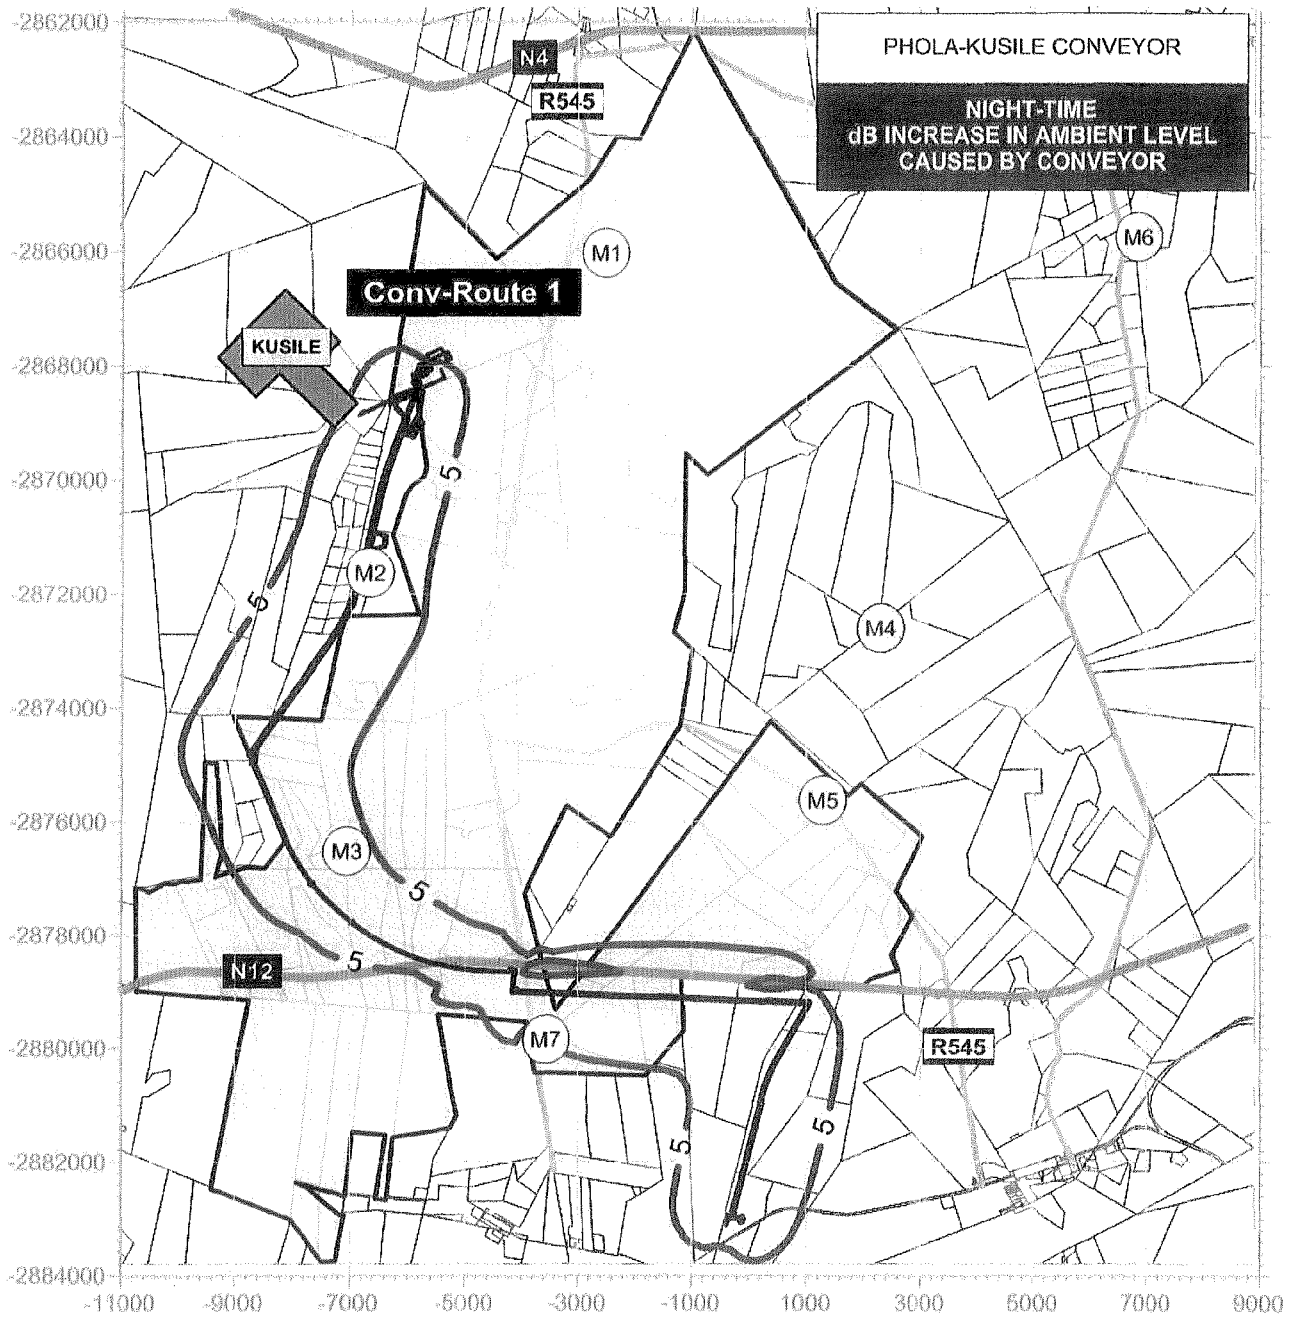 PHOLA-KUSILE CONVEYOR
NIGHT-TIME
dB INCREASE IN AMBIENT LEVEL
CAUSED BY CONVEYOR
-2862000
N4
R545
-2864000
-2866000
M1
M6
Conv-Route 1
KUSILE
-2868000
5
-2870000
M2
-2872000
5
M4
-2874000
M5
-2876000
M3
5
-2878000
5
N12
M7
R545
-2880000
5
5
-2882000
-2884000
-11000
-9000
-7000
-5000
-3000
-1000
1000
3000
5000
7000
9000